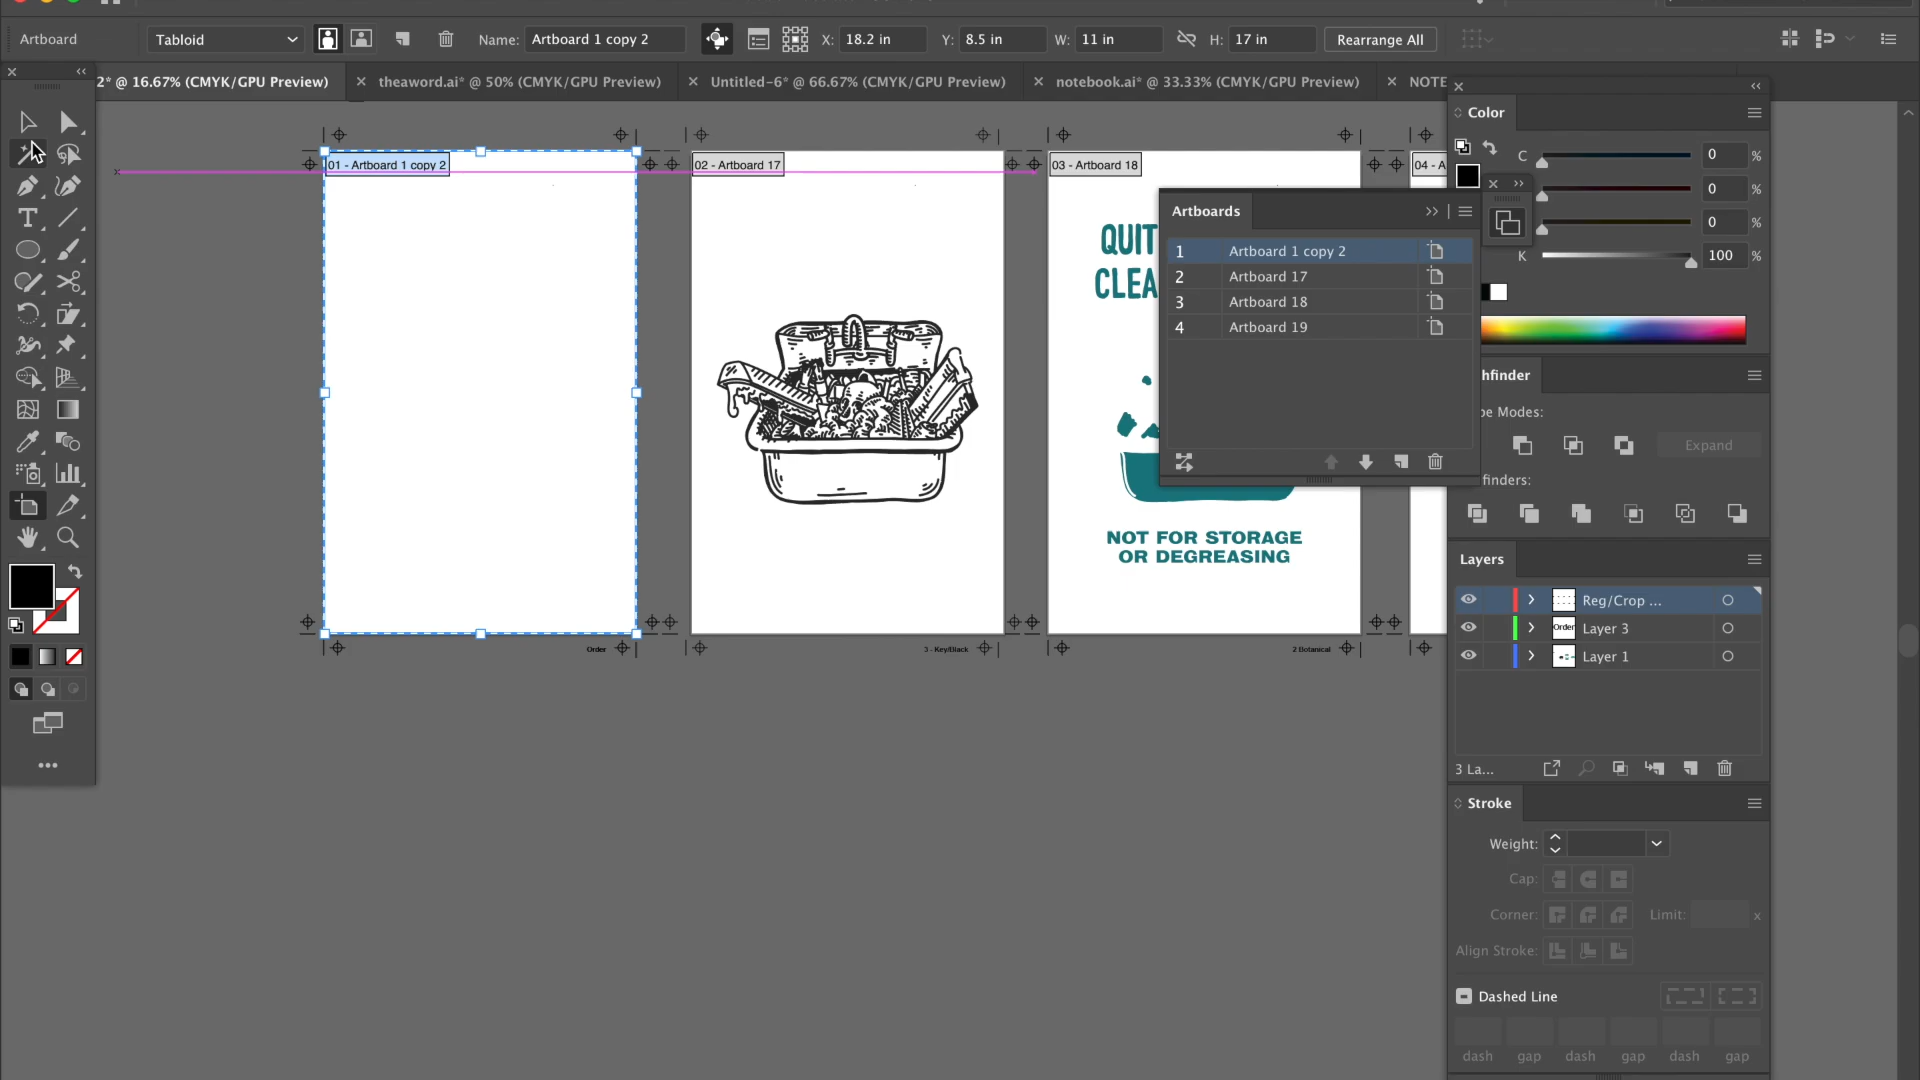 Artboard
Tabloid
Name: Artboard 1 copy 2
X: 18.2 in
Y: 8.5 in
W: 11 in
H: 17 in
Rearrange All
2* @ 16.67% (CMYK/GPU Preview)
theaword.ai* @ 50% (CMYK/GPU Preview)
Untitled-6* @ 66.67% (CMYK/GPU Preview)
notebook.ai* @ 33.33% (CMYK/GPU Preview)
NOTE
01 - Artboard 1 copy 2
02 - Artboard 17
03 - Artboard 18
04 - A
QUIT
CLEA
NOT FOR STORAGE
OR DEGREASING
Order
3 - Key/Black
2 Botanical
Artboards
1 Artboard 1 copy 2
2 Artboard 17
3 Artboard 18
4 Artboard 19
Color
C 0 %
0 %
0 %
K 100 %
hfinder
pe Modes:
Expand
finders:
Layers
Reg/Crop ...
Order
Layer 3
Layer 1
3 La...
Stroke
Weight:
Cap:
Corner:
Limit: x
Align Stroke:
Dashed Line
dash gap dash gap dash gap